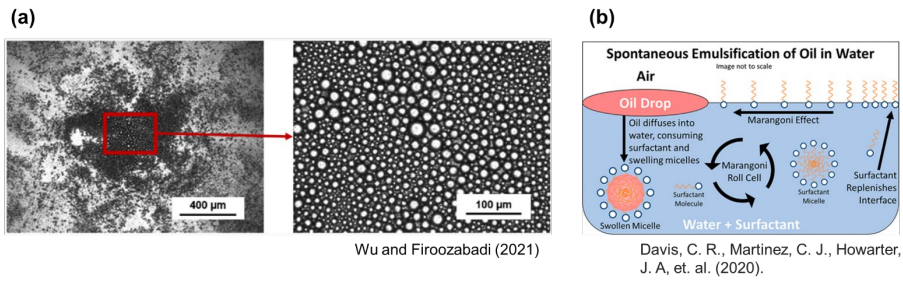 (a)
400 µm
100 µm
Wu and Firoozabadi (2021)
(b)
Spontaneous Emulsification of Oil in Water
Image not to scale
Air
Oil Drop
Marangoni Effect
Oil diffuses into
water, consuming
surfactant and
swelling micelles
Marangoni
Roll Cell
Surfactant
Molecule
Surfactant
Micelle
Surfactant
Replenishes
Interface
Swollen Micelle
Water + Surfactant
Davis, C. R., Martinez, C. J., Howarter,
J. A, et. al. (2020).